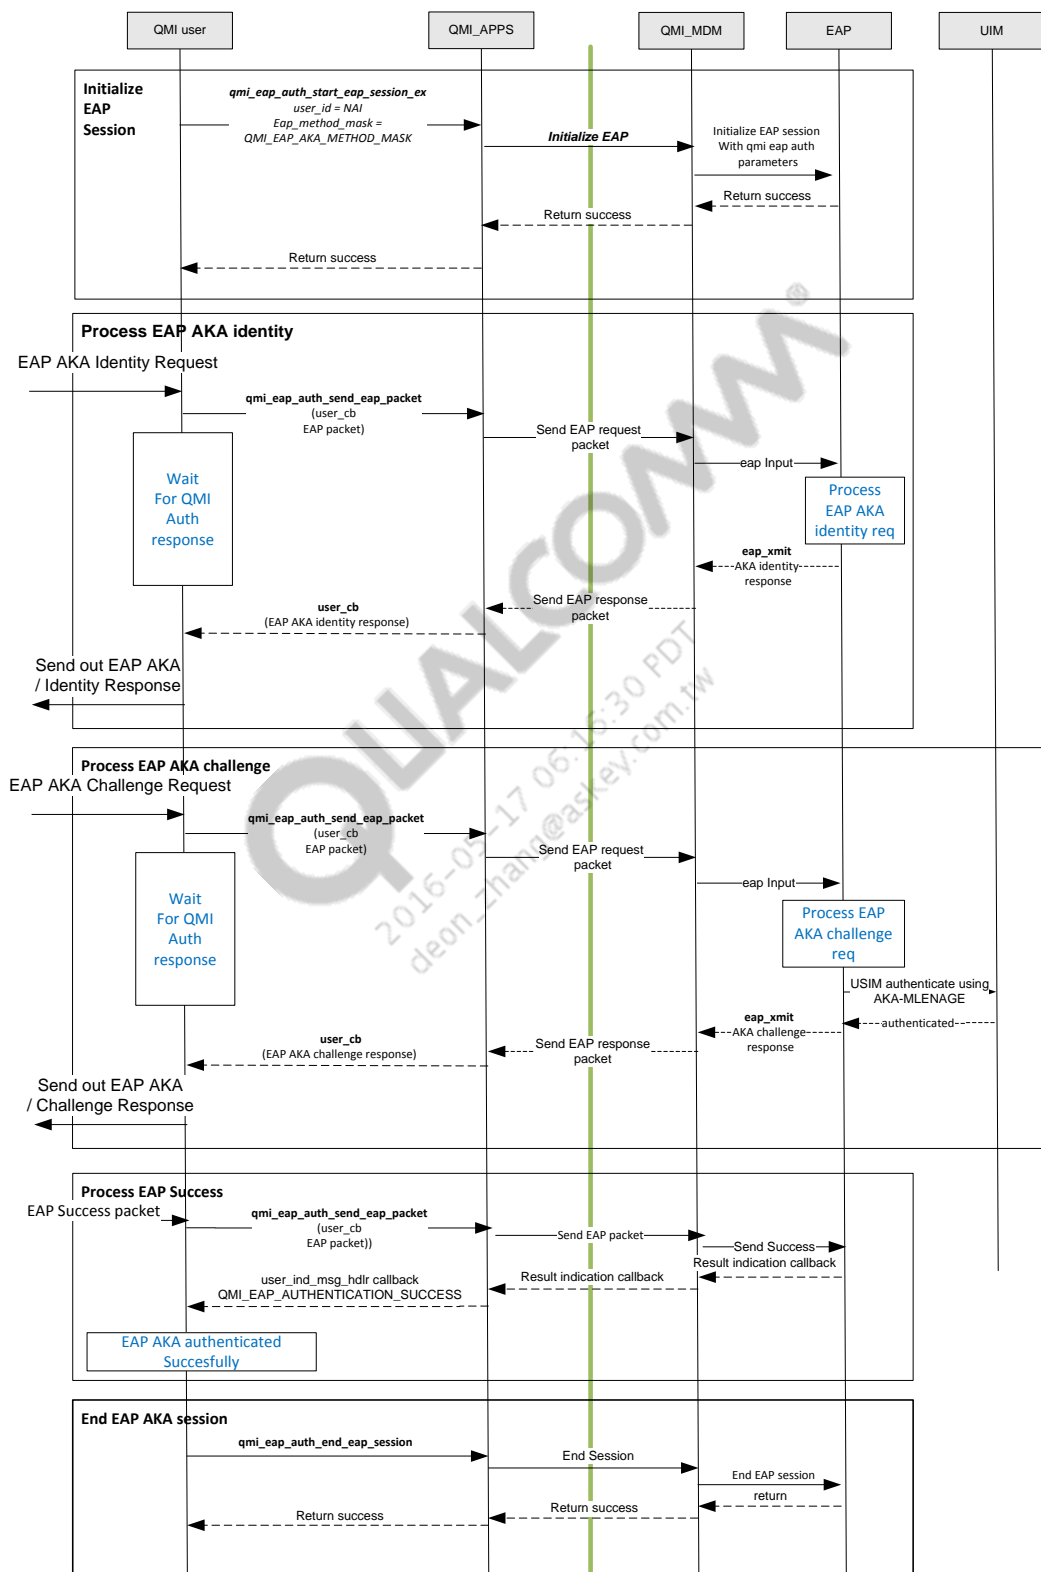 QMI user
QMI_APPS
QMI_MDM
EAP
UIM
Initialize
EAP
Session
qmi_eap_auth_start_eap_session_ex
user_id = NAI
Eap_method_mask =
QMI_EAP_AKA_METHOD_MASK
Initialize EAP
Initialize EAP session
With qmi eap auth
parameters
Return success
Return success
Return success
Process EAP AKA identity
EAP AKA Identity Request
qmi_eap_auth_send_eap_packet
(user_cb
EAP packet)
Send EAP request
packet
eap Input
Wait
For QMI
Auth
response
Process
EAP AKA
identity req
eap_xmit
AKA identity
response
Send EAP response
packet
user_cb
(EAP AKA identity response)
Send out EAP AKA
/ Identity Response
Process EAP AKA challenge
EAP AKA Challenge Request
qmi_eap_auth_send_eap_packet
(user_cb
EAP packet)
Send EAP request
packet
eap Input
Wait
For QMI
Auth
response
Process EAP
AKA challenge
req
USIM authenticate using
AKA-MLENAGE
authenticated
eap_xmit
AKA challenge
response
Send EAP response
packet
user_cb
(EAP AKA challenge response)
Send out EAP AKA
/ Challenge Response
Process EAP Success
EAP Success packet
qmi_eap_auth_send_eap_packet
(user_cb
EAP packet))
Send EAP packet
Send Success
Result indication callback
Result indication callback
user_ind_msg_hdlr callback
QMI_EAP_AUTHENTICATION_SUCCESS
EAP AKA authenticated
Succesfully
End EAP AKA session
qmi_eap_auth_end_eap_session
End Session
End EAP session
return
Return success
Return success
QUALCOMM®
2016-05-17 06:16:30 PDT
deon_zhang@askey.com.tw